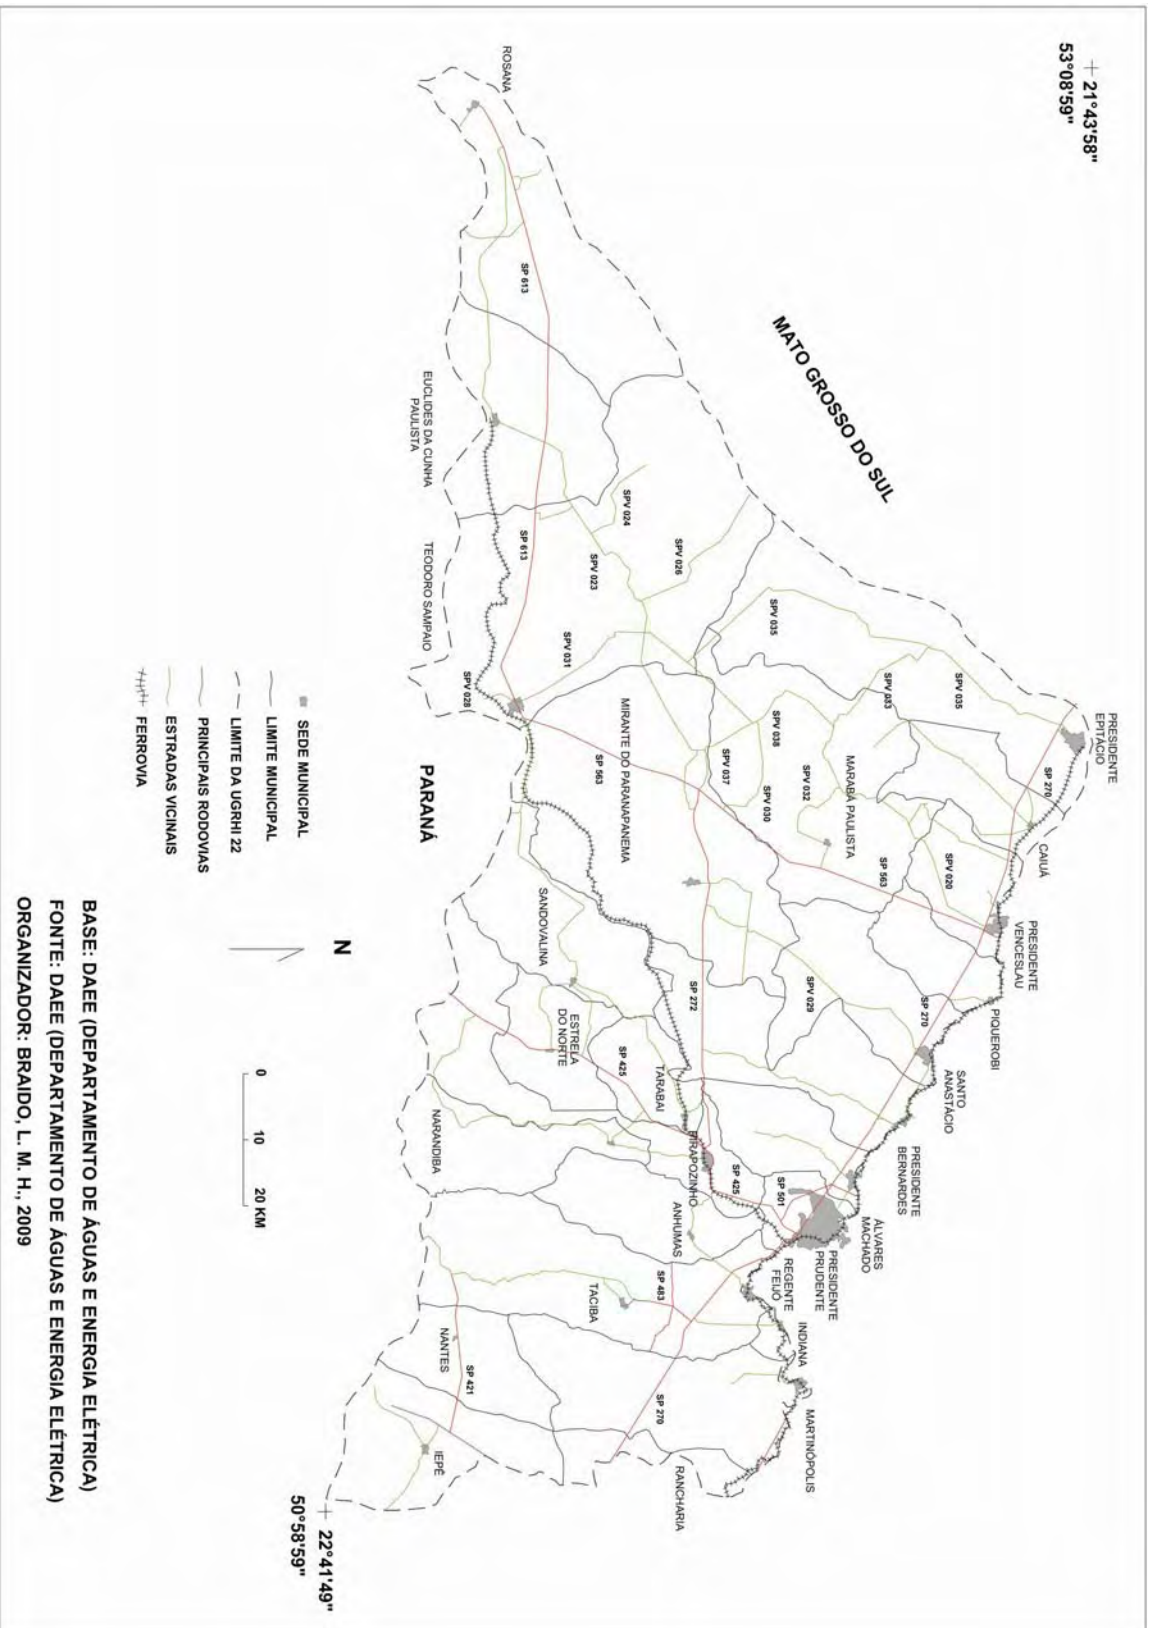 21°43'58"
53°08'59"
MATO GROSSO DO SUL
PRESIDENTE
EPITÁCIO
SP 270
CAIUÁ
PRESIDENTE
VENCESLAU
PIQUEROBI
SANTO
ANASTÁCIO
PRESIDENTE
BERNARDES
ÁLVARES
MACHADO
PRESIDENTE
PRUDENTE
REGENTE
FEIJÓ
INDIANA
MARTINÓPOLIS
RANCHARIA
SPV 035
SPV 083
SPV 035
SPV 020
SP 563
SP 270
MARABÁ PAULISTA
SPV 032
SPV 038
SPV 030
SPV 037
SPV 029
SPV 026
SPV 024
SPV 023
SPV 031
SPV 028
MIRANTE DO PARANAPANEMA
SP 563
SP 272
SP 425
SP 501
PIRAPOZINHO
TARABAI
SP 425
ANHUMAS
SP 483
TACIBA
SP 270
ROSANA
SP 613
SP 613
EUCLIDES DA CUNHA
PAULISTA
TEODORO SAMPAIO
SANDOVALINA
ESTRELA
DO NORTE
NARANDIBA
NANTES
SP 421
IEPÊ
PARANÁ
22°41'49"
50°58'59"
SEDE MUNICIPAL
LIMITE MUNICIPAL
LIMITE DA UGRHI 22
PRINCIPAIS RODOVIAS
ESTRADAS VICINAIS
FERROVIA
N
0 10 20 KM
BASE: DAEE (DEPARTAMENTO DE ÁGUAS E ENERGIA ELÉTRICA)
FONTE: DAEE (DEPARTAMENTO DE ÁGUAS E ENERGIA ELÉTRICA)
ORGANIZADOR: BRAIDO, L. M. H., 2009